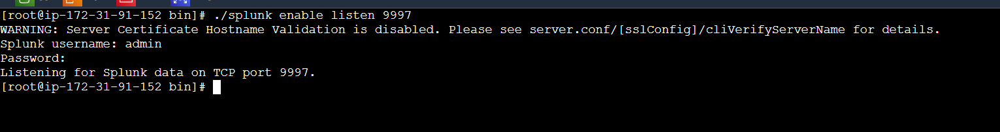 [root@ip-172-31-91-152 bin]# ./splunk enable listen 9997
WARNING: Server Certificate Hostname Validation is disabled. Please see server.conf/[sslConfig]/cliVerifyServerName for details.
Splunk username: admin
Password:
Listening for Splunk data on TCP port 9997.
[root@ip-172-31-91-152 bin]#